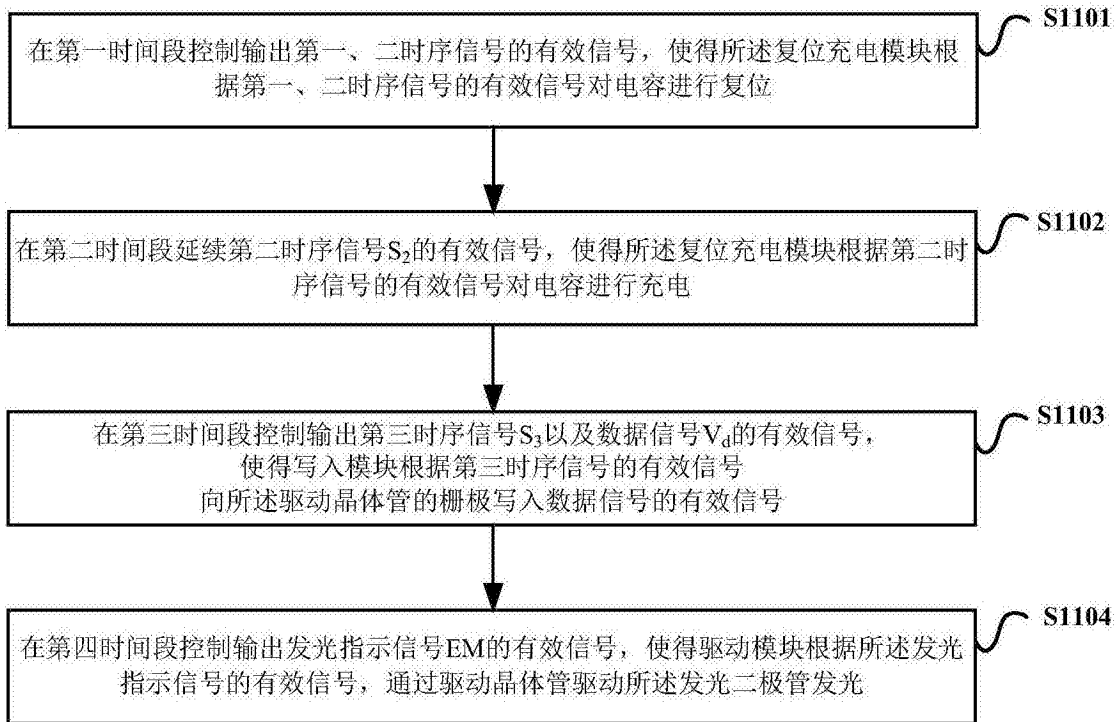 S1101
在第一时间段控制输出第一、二时序信号的有效信号，使得所述复位充电模块根
据第一、二时序信号的有效信号对电容进行复位
S1102
在第二时间段延续第二时序信号S₂的有效信号，使得所述复位充电模块根据第二时
序信号的有效信号对电容进行充电
S1103
在第三时间段控制输出第三时序信号S₃以及数据信号V_d的有效信号，
使得写入模块根据第三时序信号的有效信号
向所述驱动晶体管的栅极写入数据信号的有效信号
S1104
在第四时间段控制输出发光指示信号EM的有效信号，使得驱动模块根据所述发光
指示信号的有效信号，通过驱动晶体管驱动所述发光二极管发光